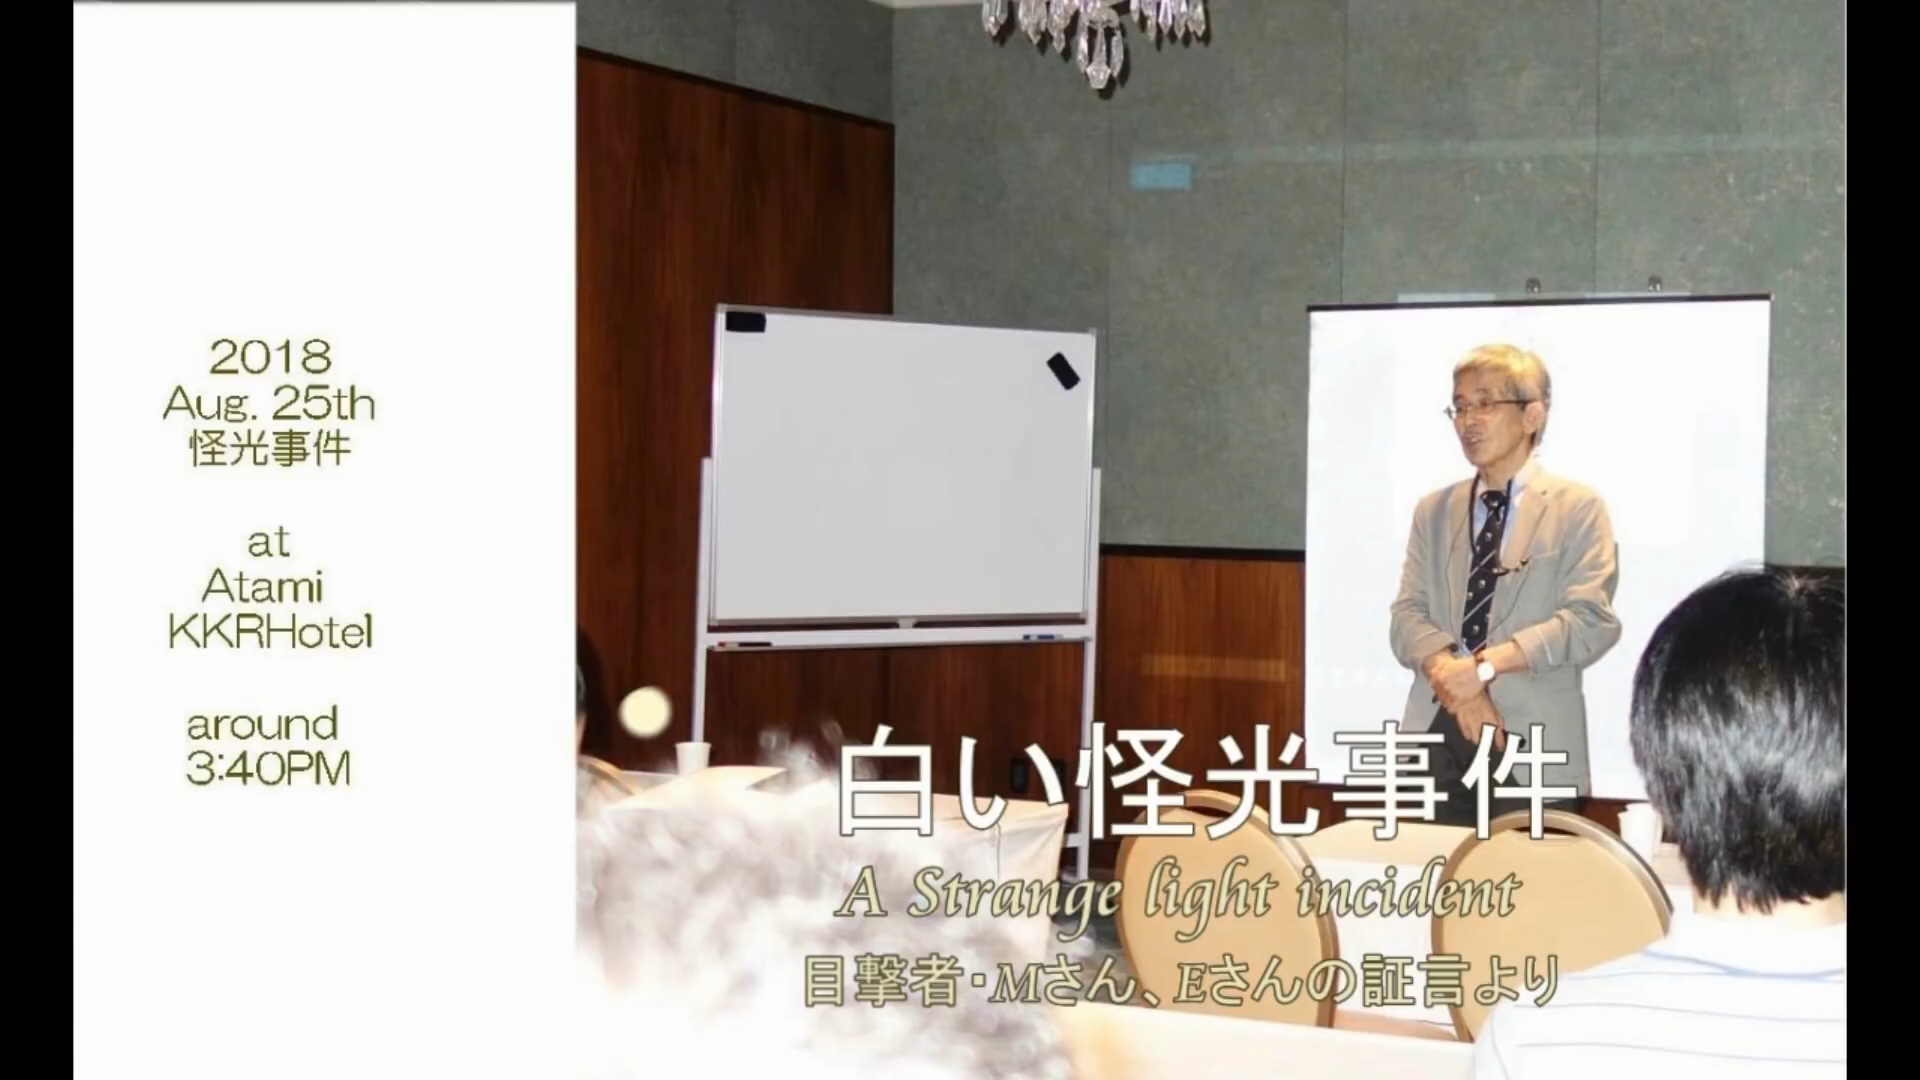 2018
Aug. 25th
怪光事件
at
Atami
KKRHotel
around
3:40PM
白い怪光事件
A Strange light incident
目撃者・Mさん、Eさんの証言より